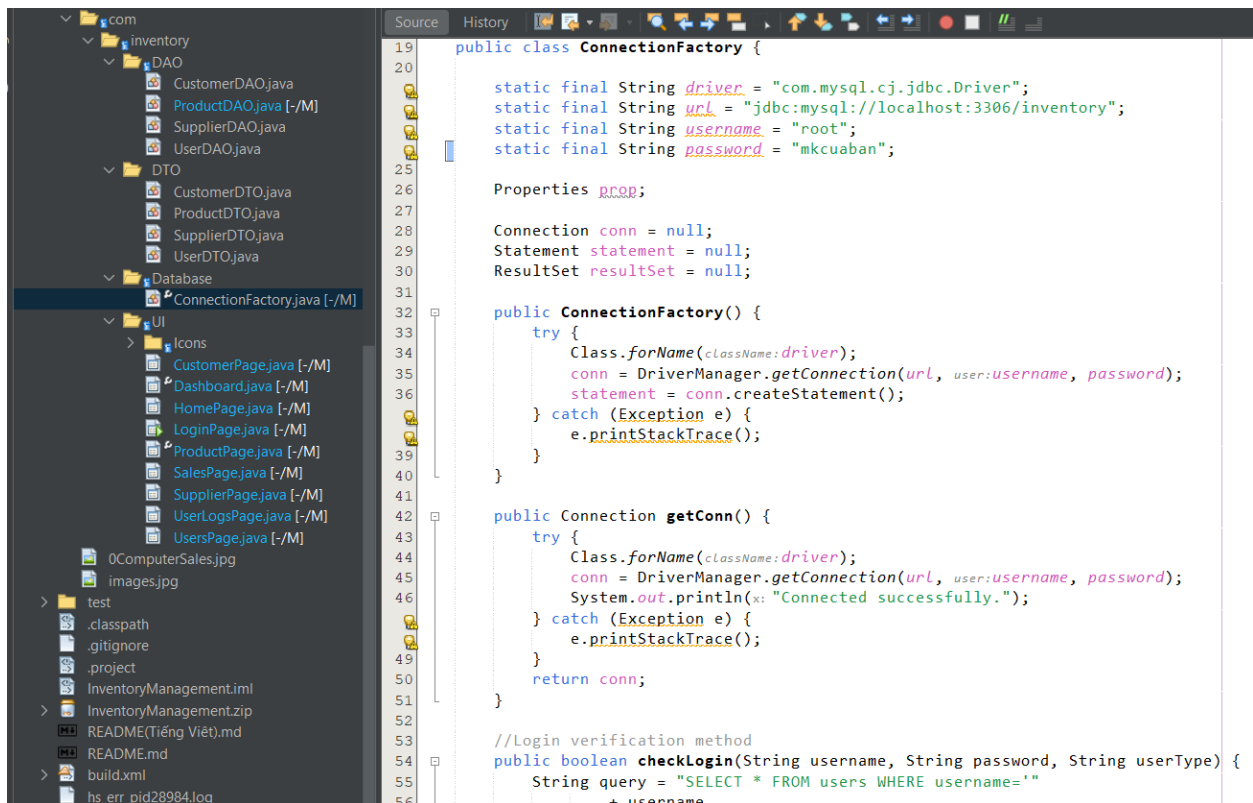 com
inventory
DAO
CustomerDAO.java
ProductDAO.java [-/M]
SupplierDAO.java
UserDAO.java
DTO
CustomerDTO.java
ProductDTO.java
SupplierDTO.java
UserDTO.java
Database
ConnectionFactory.java [-/M]
UI
Icons
CustomerPage.java [-/M]
Dashboard.java [-/M]
HomePage.java [-/M]
LoginPage.java [-/M]
ProductPage.java [-/M]
SalesPage.java [-/M]
SupplierPage.java [-/M]
UserLogsPage.java [-/M]
UsersPage.java [-/M]
0ComputerSales.jpg
images.jpg
test
.classpath
.gitignore
.project
InventoryManagement.iml
InventoryManagement.zip
README(Tiếng Việt).md
README.md
build.xml
hs_err_pid28984.log
Source History
19 public class ConnectionFactory {
20
static final String driver = "com.mysql.cj.jdbc.Driver";
static final String url = "jdbc:mysql://localhost:3306/inventory";
static final String username = "root";
static final String password = "mkcuaban";
25
26 Properties prop;
27
28 Connection conn = null;
29 Statement statement = null;
30 ResultSet resultSet = null;
31
32 public ConnectionFactory() {
33 try {
34 Class.forName(className:driver);
35 conn = DriverManager.getConnection(url, user:username, password);
36 statement = conn.createStatement();
} catch (Exception e) {
e.printStackTrace();
39 }
40 }
41
42 public Connection getConn() {
43 try {
44 Class.forName(className:driver);
45 conn = DriverManager.getConnection(url, user:username, password);
46 System.out.println(x: "Connected successfully.");
} catch (Exception e) {
e.printStackTrace();
49 }
50 return conn;
51 }
52
53 //Login verification method
54 public boolean checkLogin(String username, String password, String userType) {
55 String query = "SELECT * FROM users WHERE username='"
56 + username